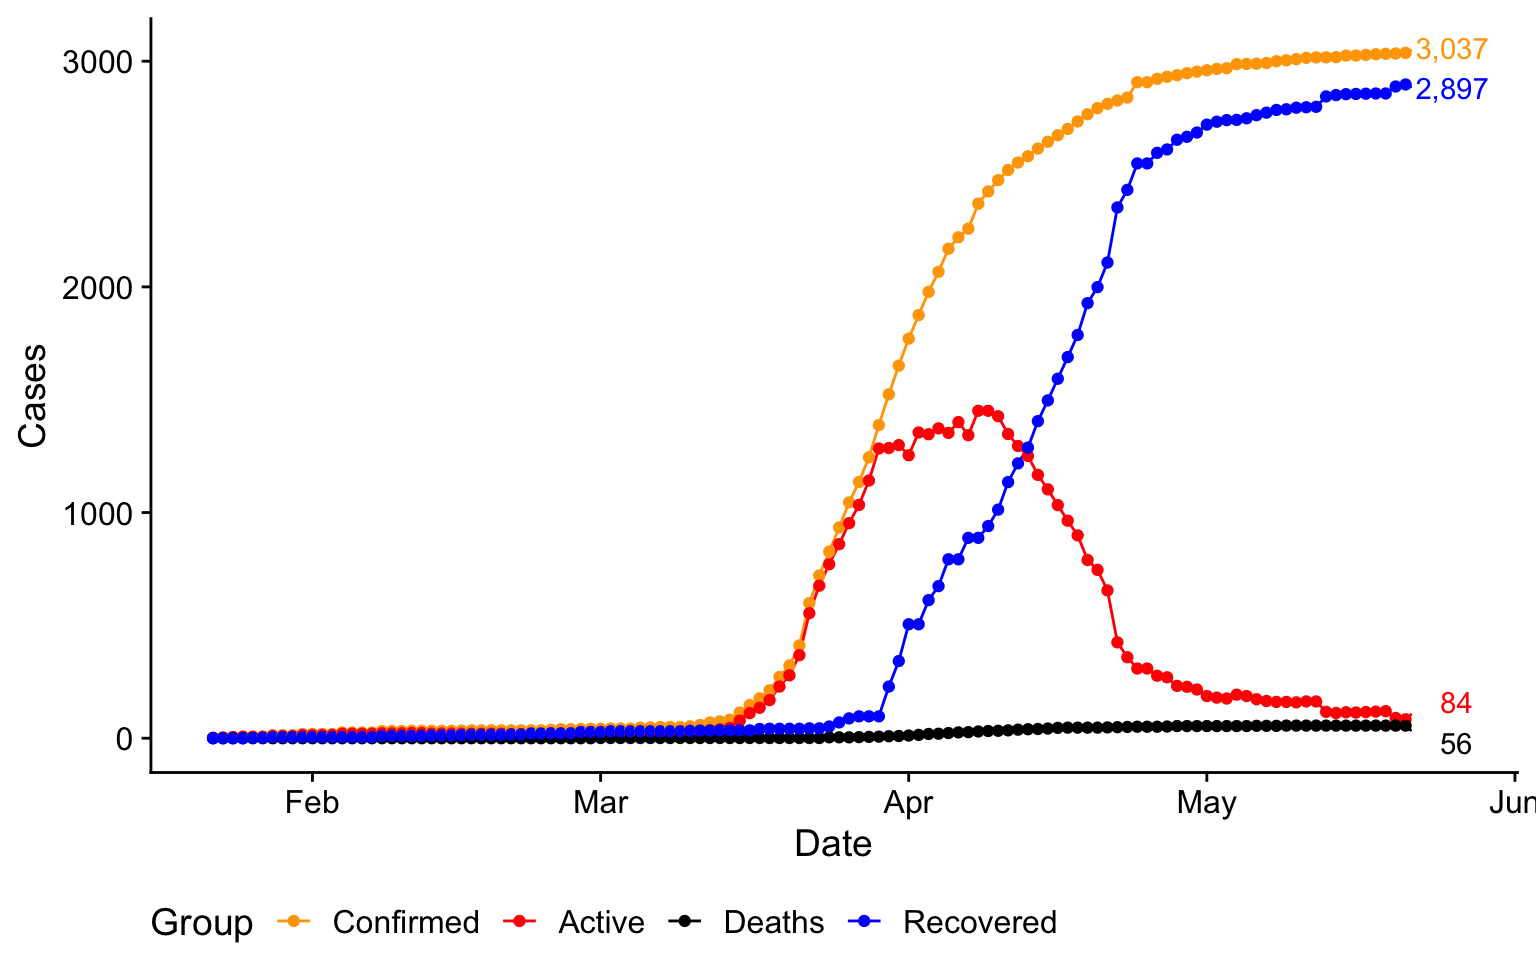 3000
2000
1000
0
Cases
3,037
2,897
84
56
Feb Mar Apr May Jun
Date
Group Confirmed Active Deaths Recovered